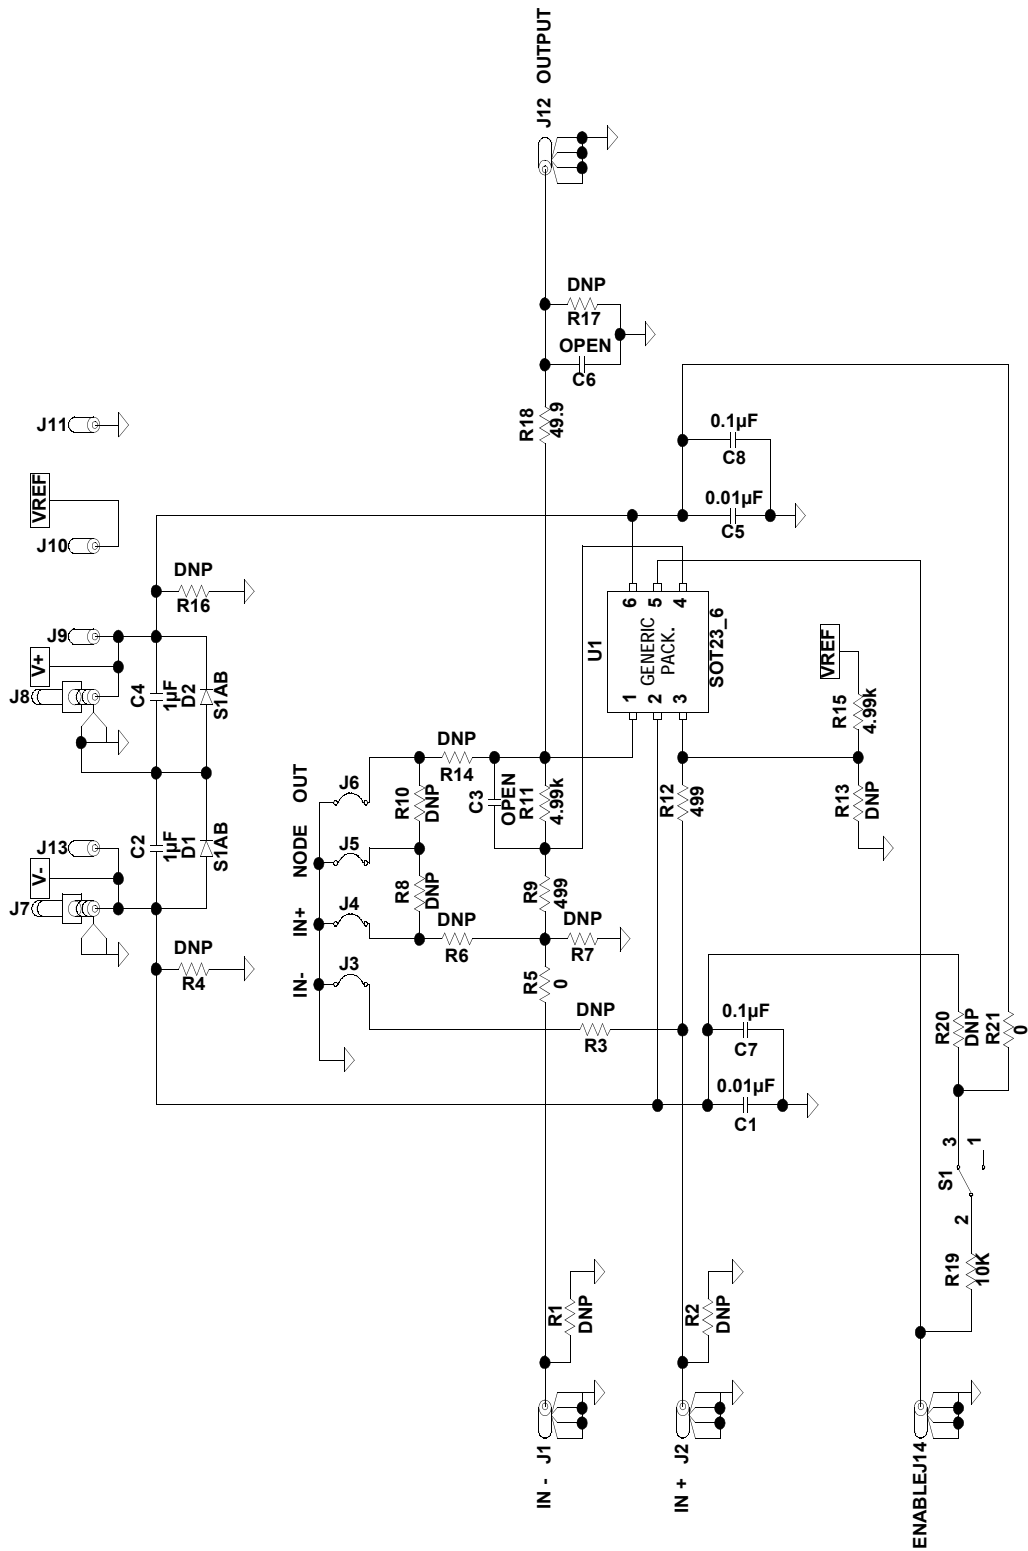 J12 OUTPUT
DNP
R17
OPEN
C6
R18
49.9
J11
VREF
J10
0.1µF
C8
0.01µF
C5
DNP
R16
J9
V+
J8
C4
1µF
D2
S1AB
U1
GENERIC
PACK.
SOT23_6
6
5
4
1
2
3
VREF
R15
4.99k
R13
DNP
R12
499
DNP
R14
C3
OPEN
R11
4.99k
OUT
J6
R10
DNP
NODE
J5
R8
DNP
R9
499
IN+
J4
DNP
R6
DNP
R7
IN-
J3
R5
0
DNP
R3
J13
V-
J7
C2
1µF
D1
S1AB
DNP
R4
0.1µF
C7
0.01µF
C1
R20
DNP
R21
0
3
1
S1
2
R19
10K
R1
DNP
R2
DNP
IN - J1
IN + J2
ENABLEJ14